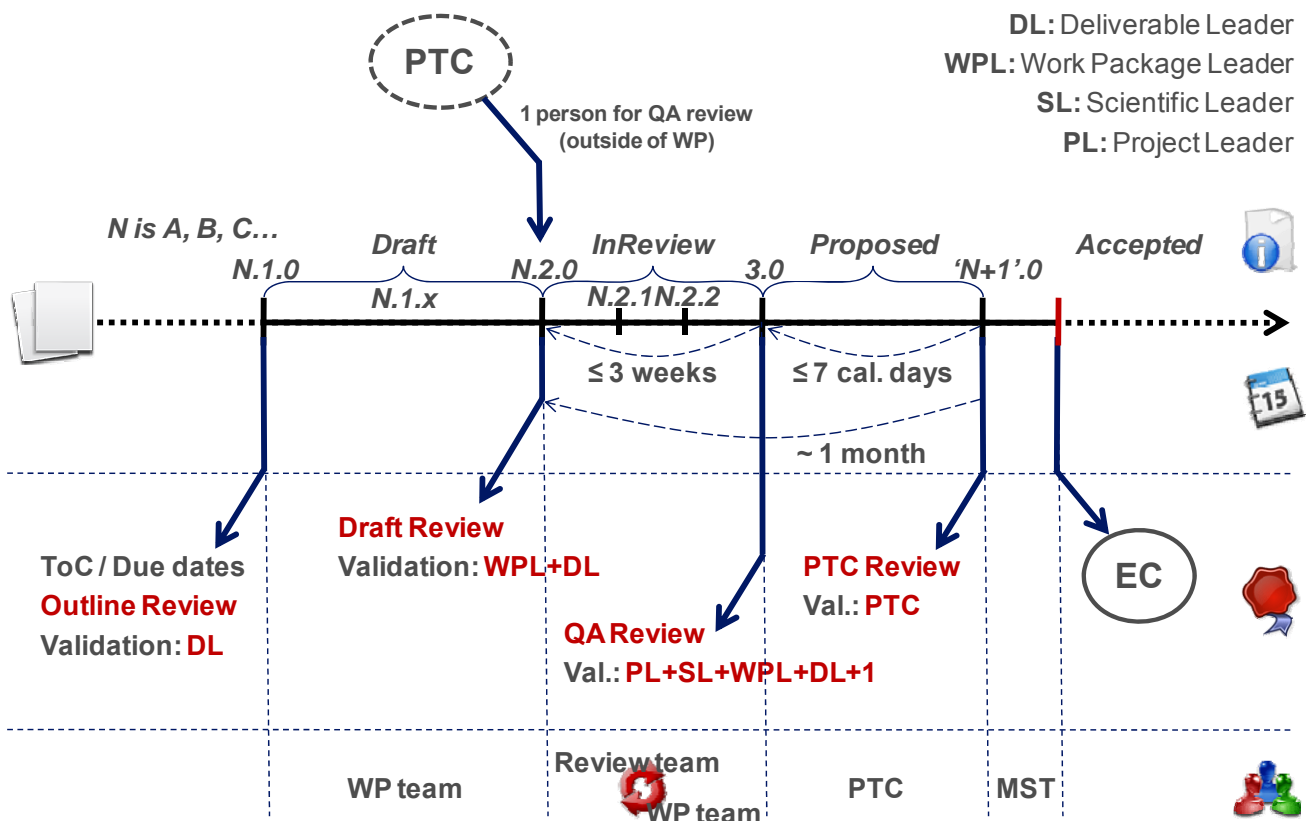 DL: Deliverable Leader
WPL: Work Package Leader
SL: Scientific Leader
PL: Project Leader
PTC
1 person for QA review
(outside of WP)
N is A, B, C…
Draft
InReview
Proposed
Accepted
N.1.0
N.2.0
3.0
‘N+1’.0
N.1.x
N.2.1 N.2.2
≤ 3 weeks
≤ 7 cal. days
15
~ 1 month
ToC / Due dates
Outline Review
Validation: DL
Draft Review
Validation: WPL+DL
QA Review
Val.: PL+SL+WPL+DL+1
PTC Review
Val.: PTC
EC
WP team
Review team
WP team
PTC
MST